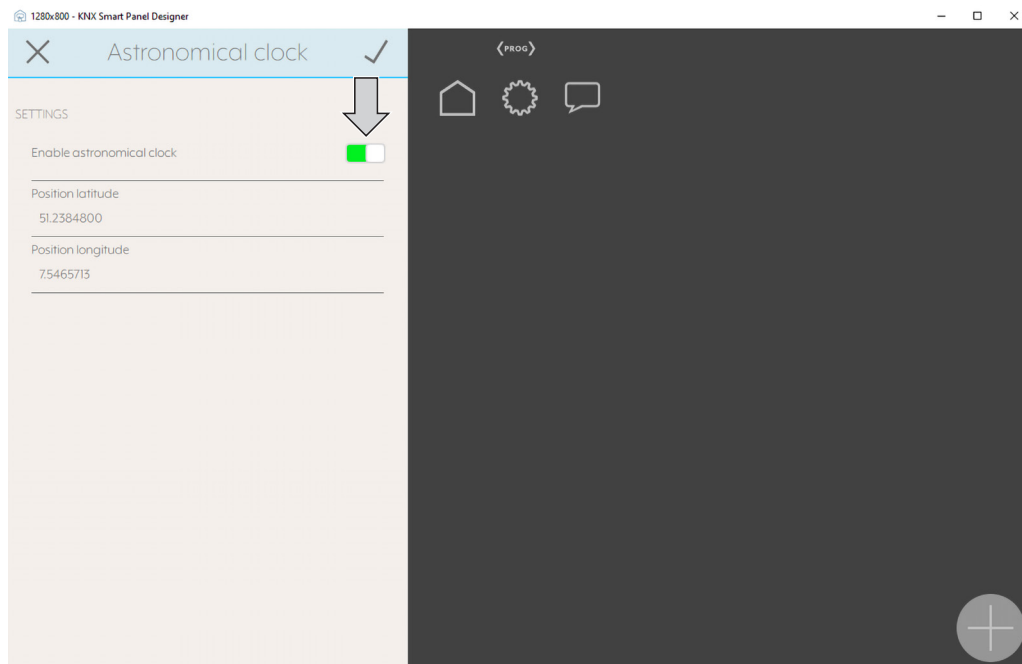 1280x800 - KNX Smart Panel Designer
Astronomical clock
<PROG>
SETTINGS
Enable astronomical clock
Position latitude
51.2384800
Position longitude
7.5465713